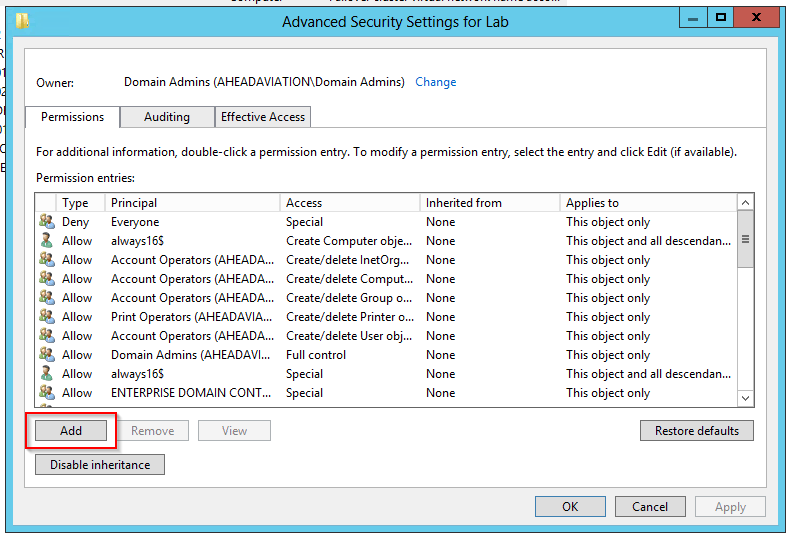 Advanced Security Settings for Lab
Owner: Domain Admins (AHEADAVIATION\Domain Admins) Change
Permissions Auditing Effective Access
For additional information, double-click a permission entry. To modify a permission entry, select the entry and click Edit (if available).
Permission entries:
Type Principal Access Inherited from Applies to
Deny Everyone Special None This object only
Allow always16$ Create Computer obje... None This object and all descendan...
Allow Account Operators (AHEADA... Create/delete InetOrg... None This object only
Allow Account Operators (AHEADA... Create/delete Comput... None This object only
Allow Account Operators (AHEADA... Create/delete Group o... None This object only
Allow Print Operators (AHEADAVIA... Create/delete Printer o... None This object only
Allow Account Operators (AHEADA... Create/delete User obj... None This object only
Allow Domain Admins (AHEADAVI... Full control None This object only
Allow always16$ Special None This object and all descendan...
Allow ENTERPRISE DOMAIN CONT... Special None This object only
Add Remove View Restore defaults
Disable inheritance
OK Cancel Apply